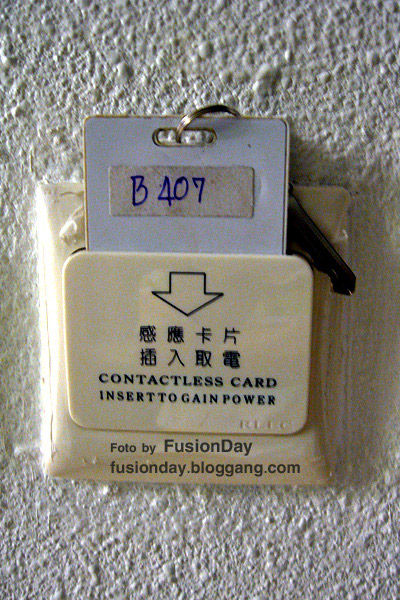 B 407
感應卡片
插入取電
CONTACTLESS CARD
INSERT TO GAIN POWER
RLEC
Foto by FusionDay
fusionday.bloggang.com